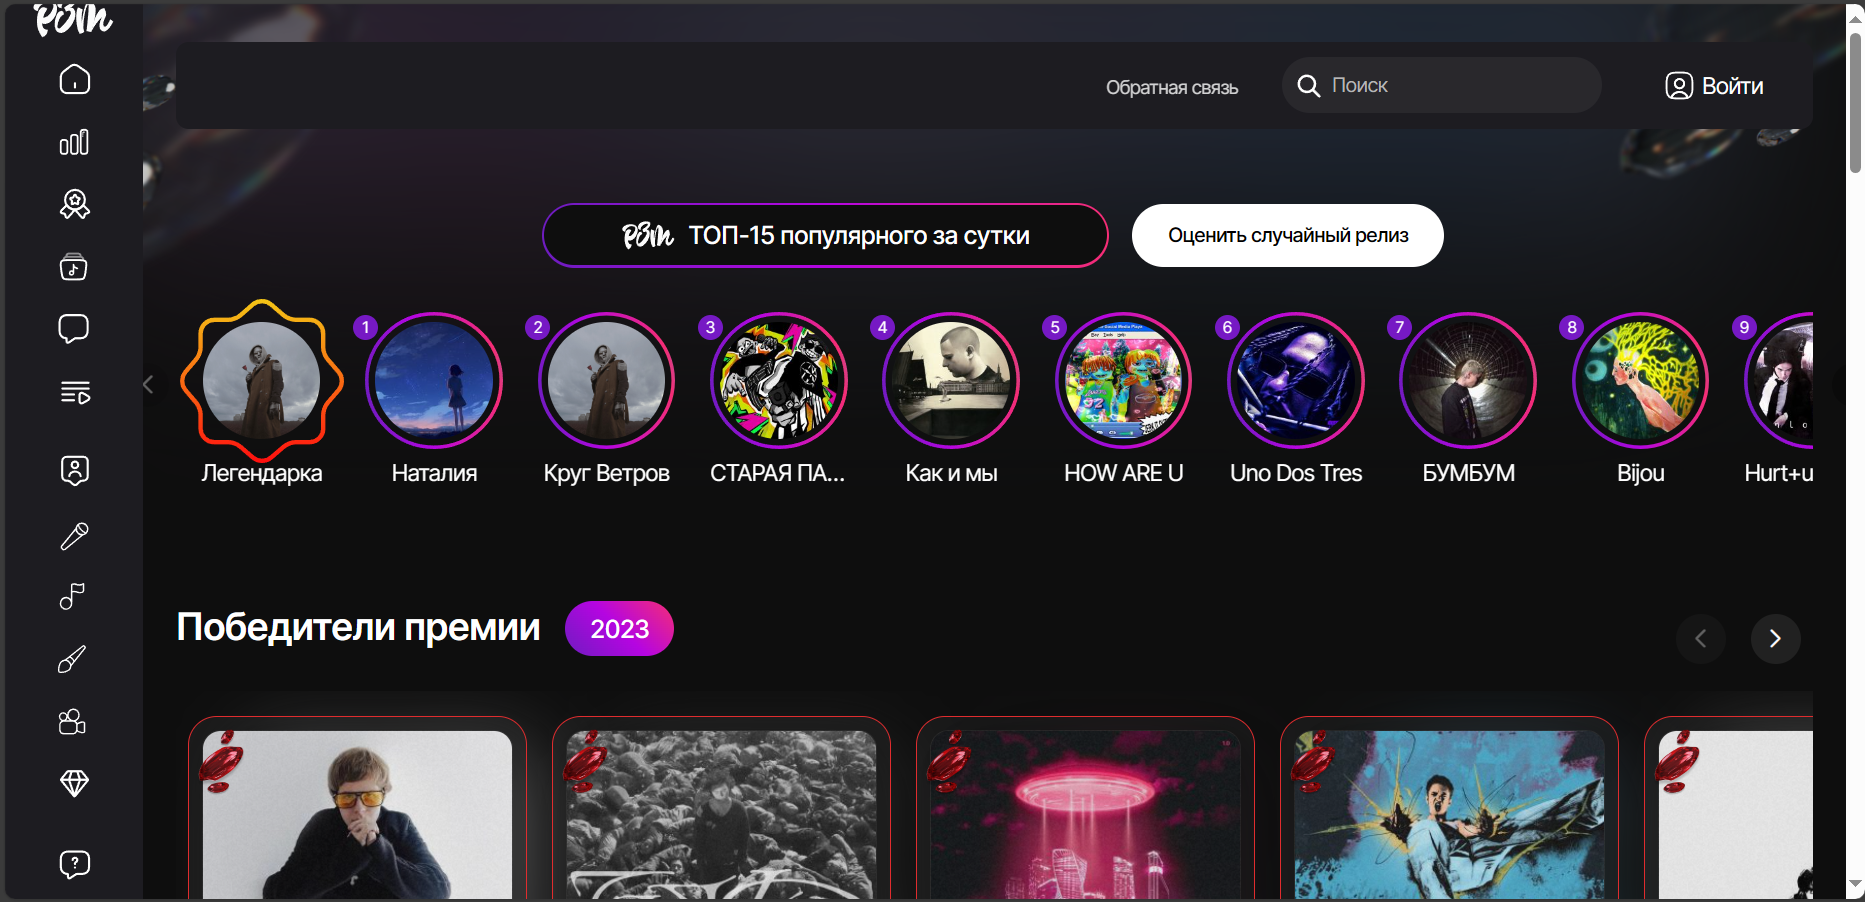 РЗТ
Обратная связь
Поиск
Войти
РЗТ ТОП-15 популярного за сутки
Оценить случайный релиз
1
2
3
4
5
6
7
8
9
Легендарка
Наталия
Круг Ветров
СТАРАЯ ПА...
Как и мы
HOW ARE U
Uno Dos Tres
БУМБУМ
Bijou
Hurt+u
Победители премии
2023